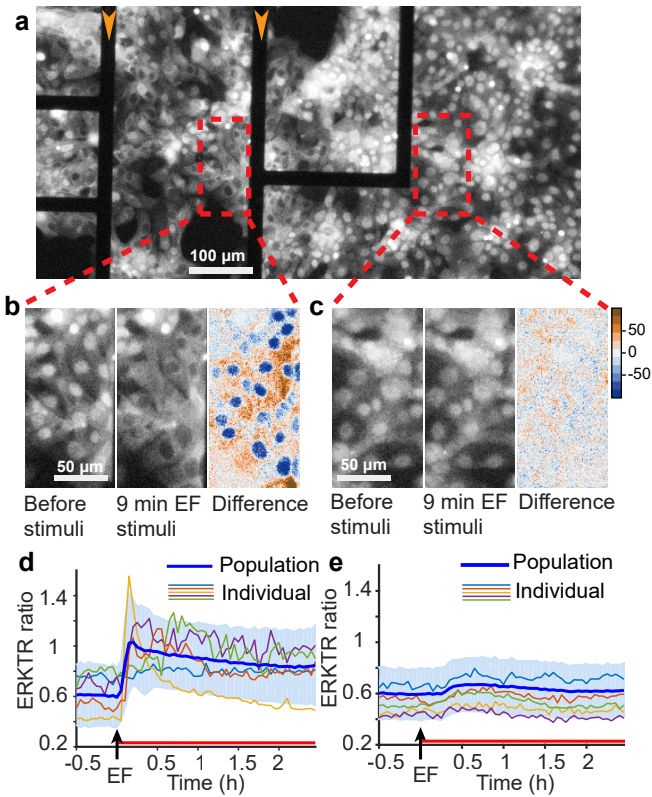 a
100 µm
b
c
50
0
-50
50 µm
50 µm
Before stimuli
9 min EF stimuli
Difference
Before stimuli
9 min EF stimuli
Difference
d
Population
Individual
ERKTR ratio
1.4
1
0.6
0.2
-0.5
0.5
1
1.5
2
EF
Time (h)
e
Population
Individual
ERKTR ratio
1.4
1
0.6
0.2
-0.5
0.5
1
1.5
2
EF
Time (h)